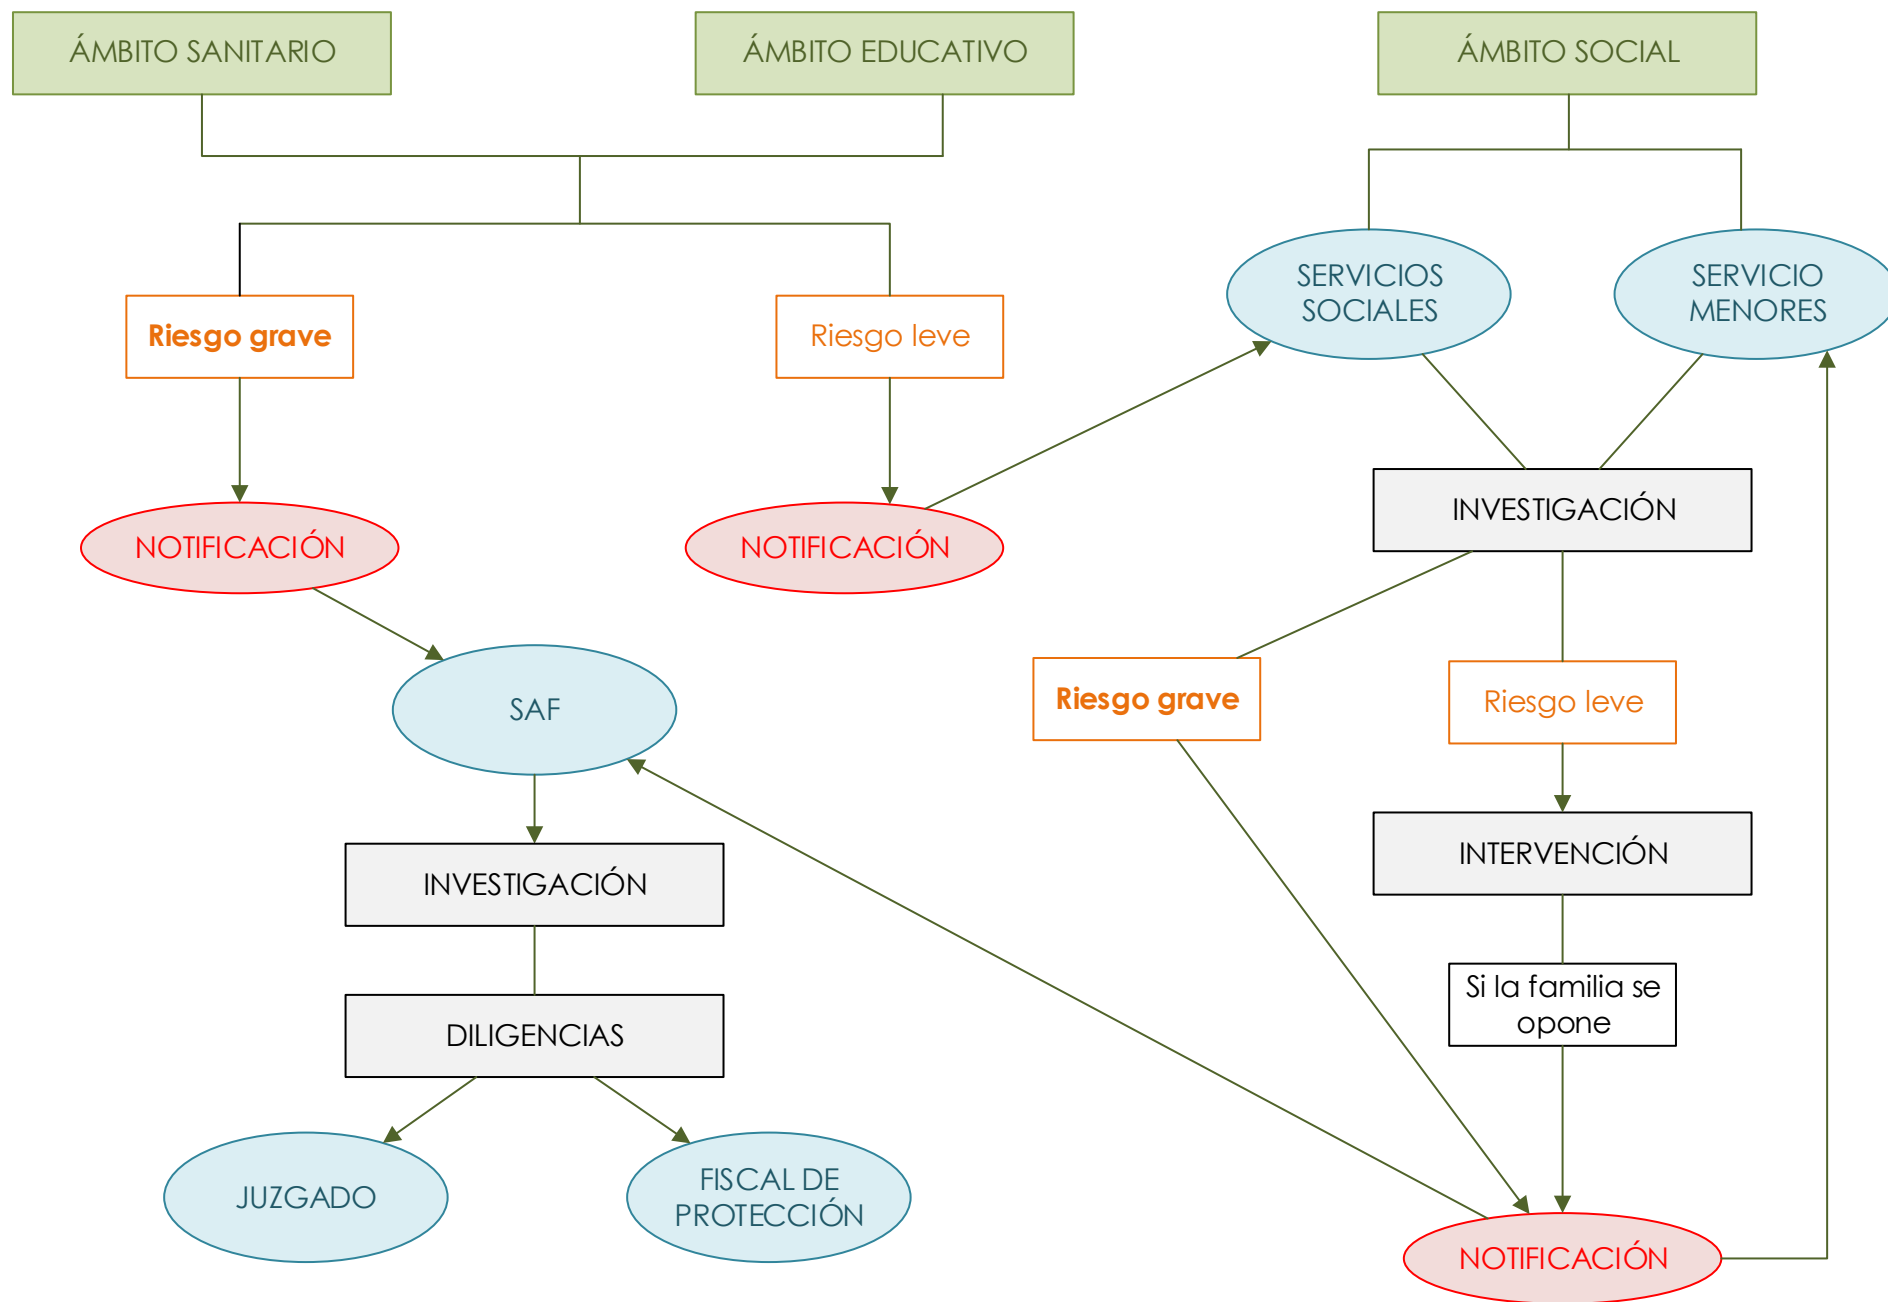 ÁMBITO SANITARIO
ÁMBITO EDUCATIVO
ÁMBITO SOCIAL
SERVICIOS
SOCIALES
SERVICIO
MENORES
Riesgo grave
Riesgo leve
INVESTIGACIÓN
NOTIFICACIÓN
NOTIFICACIÓN
Riesgo grave
Riesgo leve
SAF
INTERVENCIÓN
INVESTIGACIÓN
Si la familia se
opone
DILIGENCIAS
JUZGADO
FISCAL DE
PROTECCIÓN
NOTIFICACIÓN